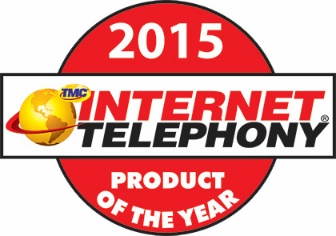 2015
TMC
INTERNET
TELEPHONY®
PRODUCT
OF THE YEAR